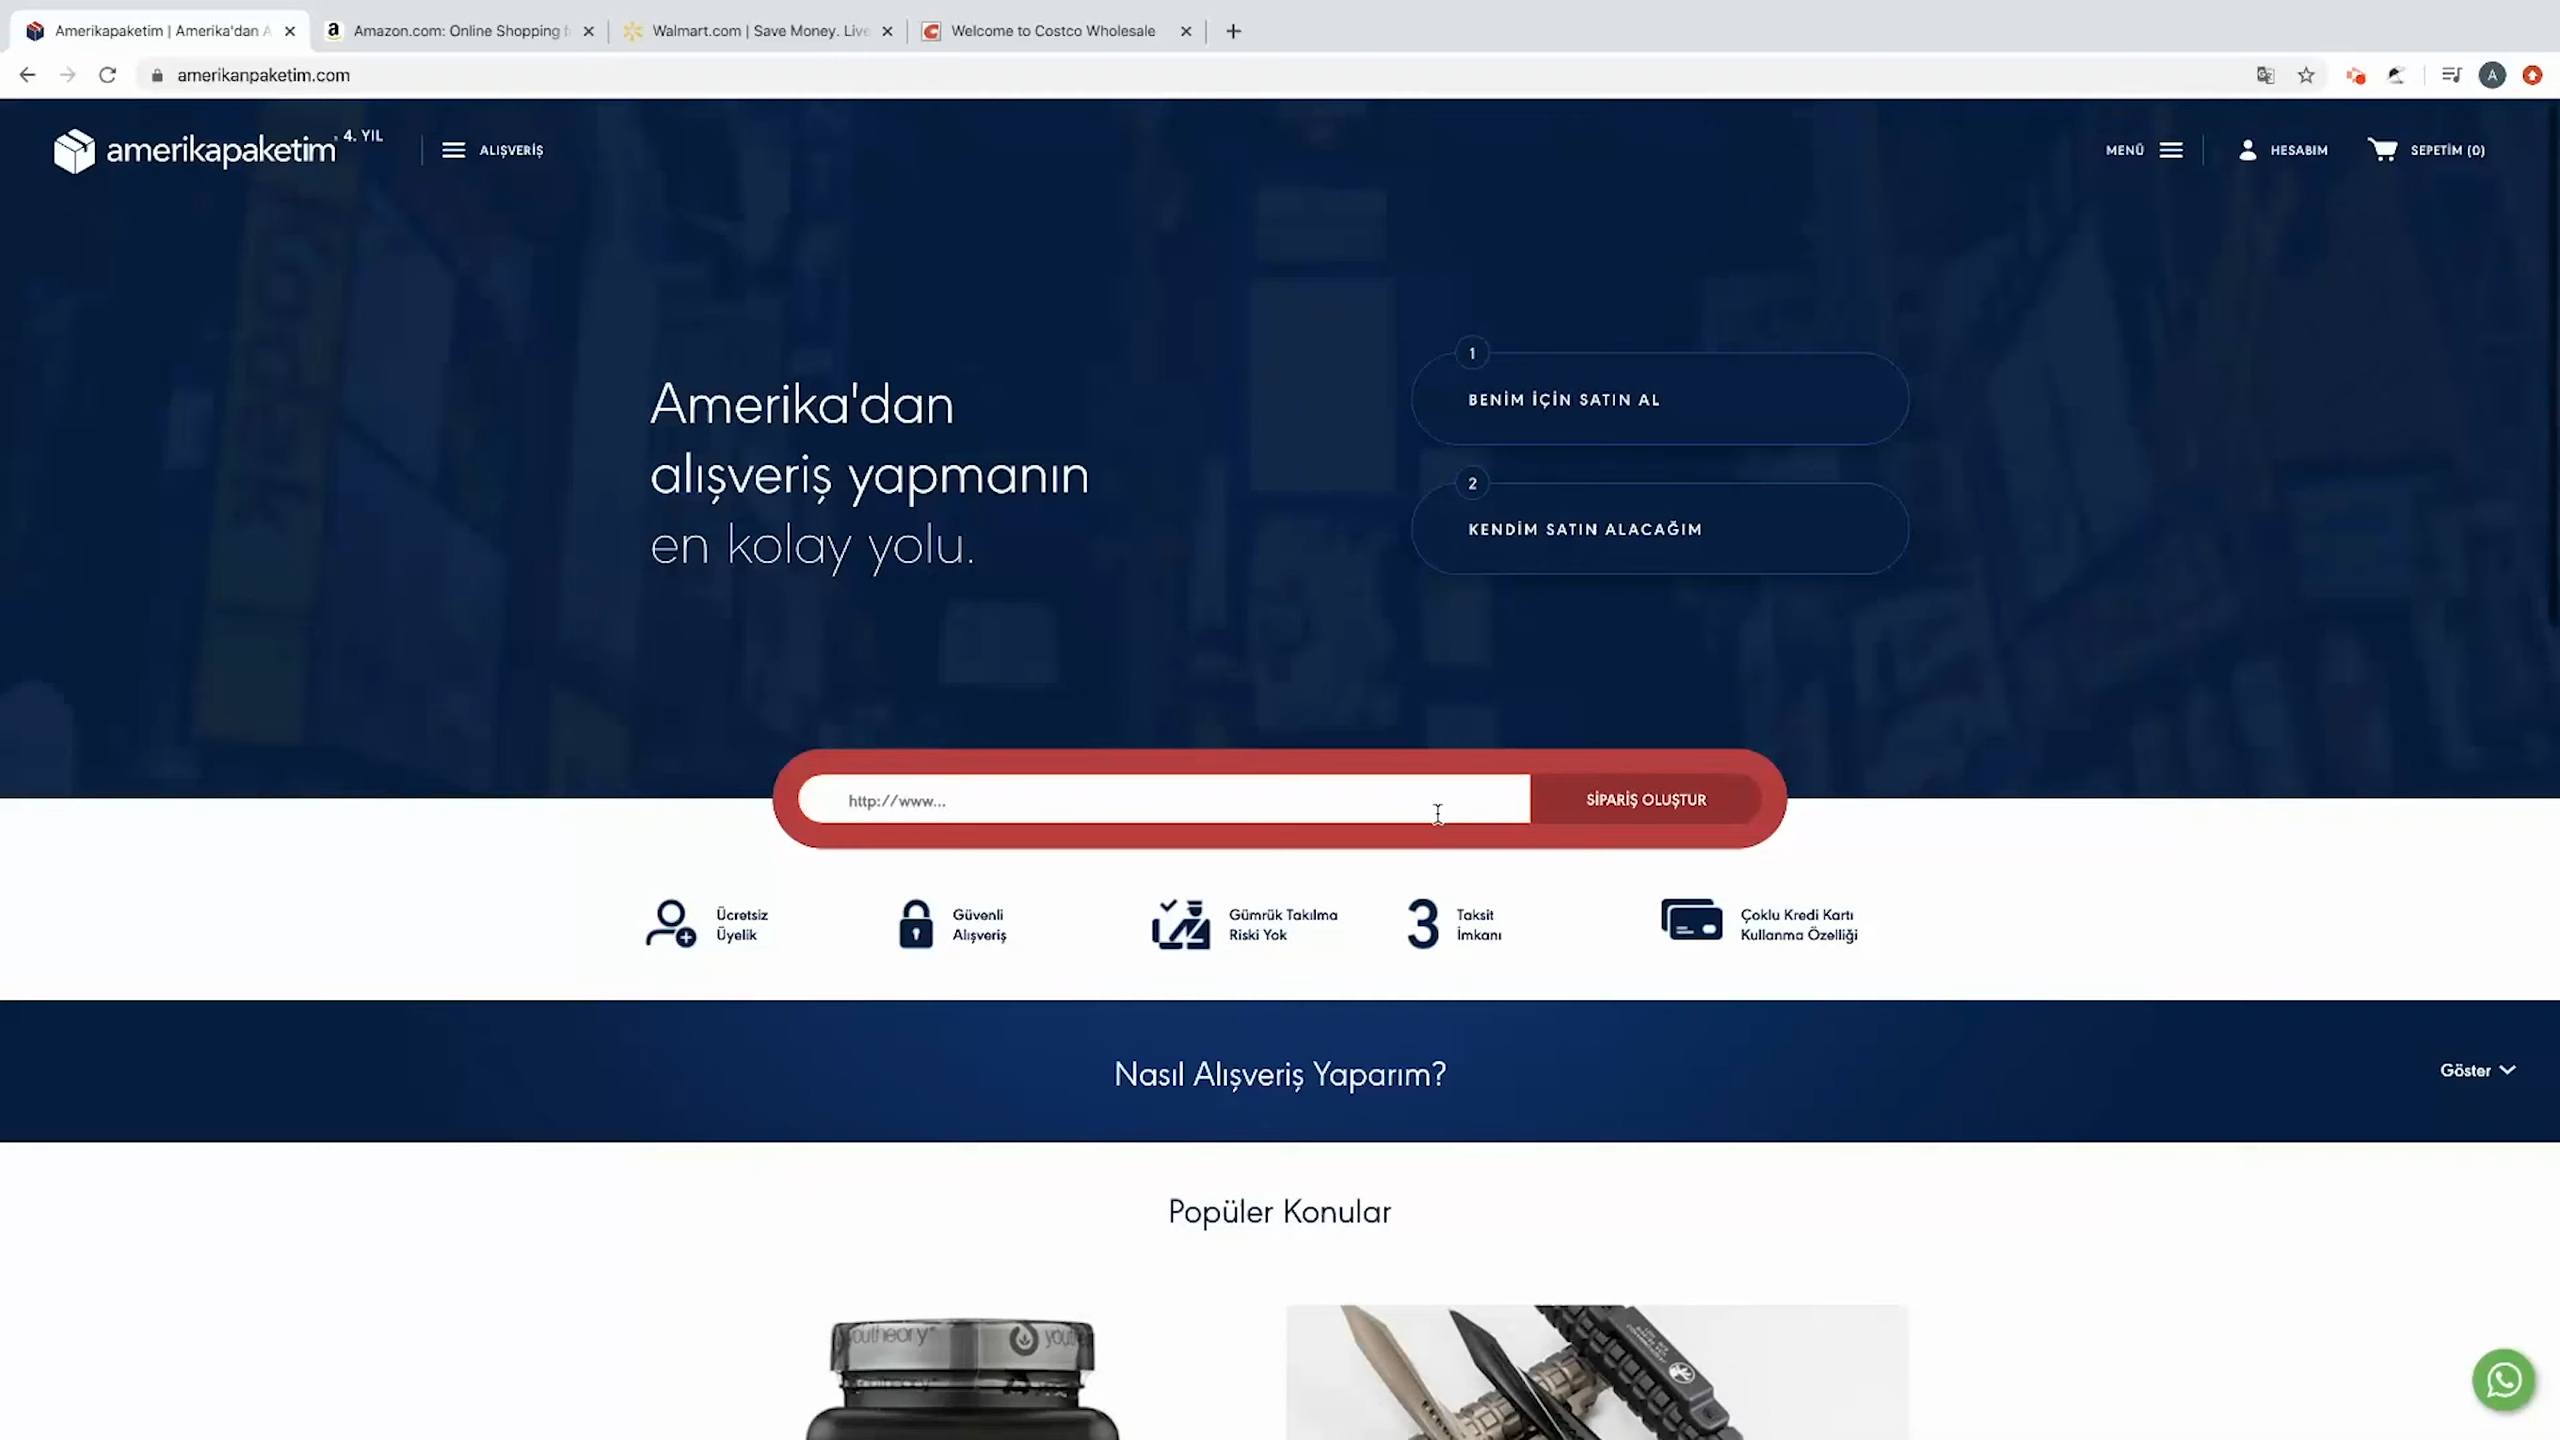 Amerikapaketim | Amerika'dan A
Amazon.com: Online Shopping f
Walmart.com | Save Money. Live
Welcome to Costco Wholesale
amerikanpaketim.com
A
amerikapaketim 4. YIL
ALIŞVERİŞ
MENÜ
HESABIM
SEPETİM (0)
Amerika'dan
alışveriş yapmanın
en kolay yolu.
1
BENİM İÇİN SATIN AL
2
KENDİM SATIN ALACAĞIM
http://www...
SİPARİŞ OLUŞTUR
Ücretsiz
Üyelik
Güvenli
Alışveriş
Gümrük Takılma
Riski Yok
3
Taksit
İmkanı
Çoklu Kredi Kartı
Kullanma Özelliği
Nasıl Alışveriş Yaparım?
Göster
Popüler Konular
youtheory